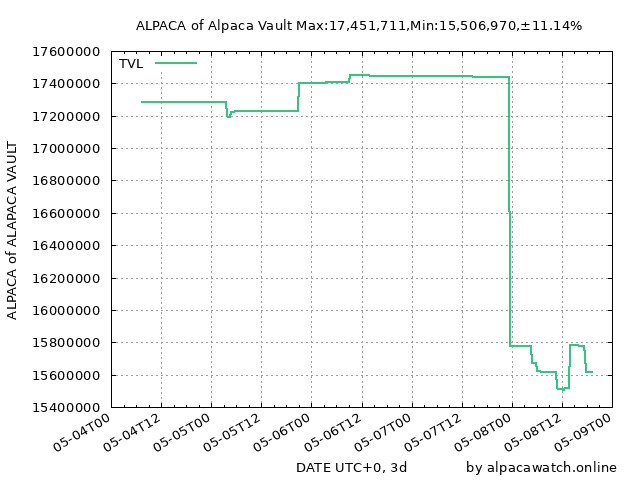 ALPACA of Alpaca Vault Max:17,451,711,Min:15,506,970,±11.14%
TVL
ALPACA of ALAPACA VAULT
17600000
17400000
17200000
17000000
16800000
16600000
16400000
16200000
16000000
15800000
15600000
15400000
05-04T00
05-04T12
05-05T00
05-05T12
05-06T00
05-06T12
05-07T00
05-07T12
05-08T00
05-08T12
05-09T00
DATE UTC+0, 3d
by alpacawatch.online